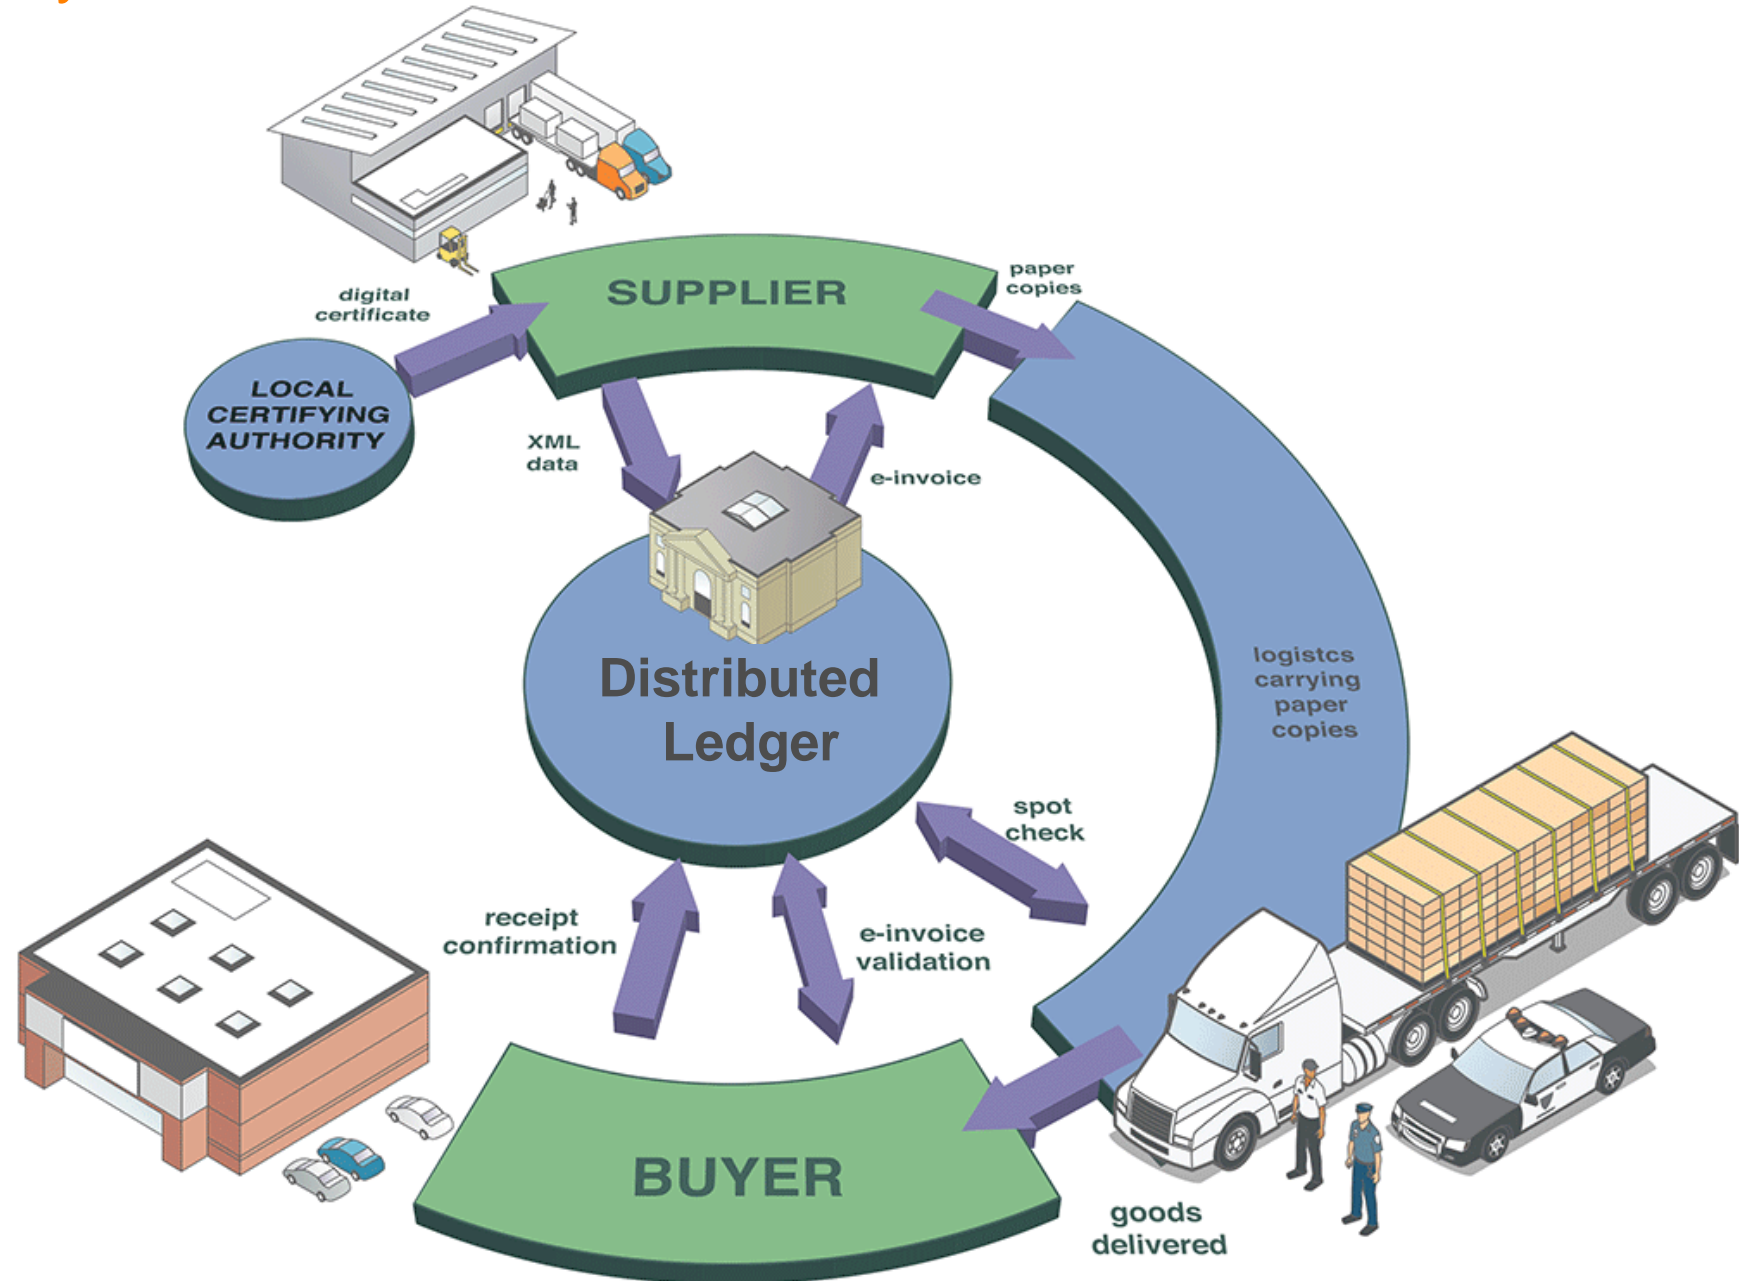 SUPPLIER
paper
copies
digital
certificate
LOCAL
CERTIFYING
AUTHORITY
XML
data
e-invoice
Distributed
Ledger
logistcs
carrying
paper
copies
spot
check
receipt
confirmation
e-invoice
validation
BUYER
goods
delivered